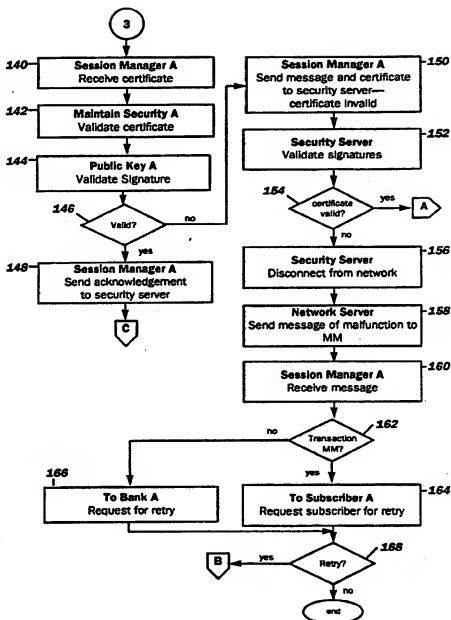 3
140
Session Manager A
Receive certificate
142
Maintain Security A
Validate certificate
144
Public Key A
Validate Signature
146
Valid?
no
yes
148
Session Manager A
Send acknowledgement
to security server
C
150
Session Manager A
Send message and certificate
to security server—
certificate invalid
152
Security Server
Validate signatures
154
certificate
valid?
yes
A
no
156
Security Server
Disconnect from network
158
Network Server
Send message of malfunction to
MM
160
Session Manager A
Receive message
162
no
Transaction
MM?
yes
166
To Bank A
Request for retry
164
To Subscriber A
Request subscriber for retry
168
B
yes
Retry?
no
end